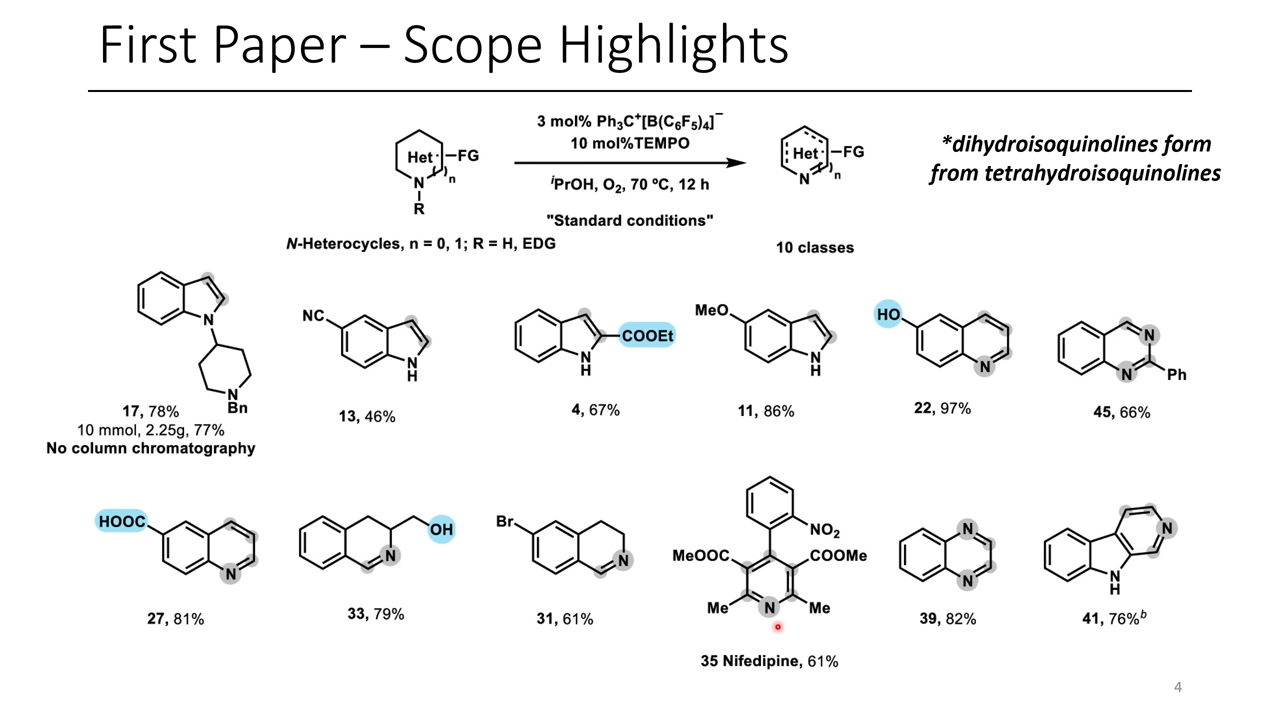 First Paper – Scope Highlights
3 mol% Ph₃C⁺[B(C₆F₅)₄]⁻
10 mol%TEMPO
ⁱPrOH, O₂, 70 ºC, 12 h
"Standard conditions"
Het
FG
n
N
R
Het
FG
N
n
*dihydroisoquinolines form
from tetrahydroisoquinolines
N-Heterocycles, n = 0, 1; R = H, EDG
10 classes
N
N
Bn
17, 78%
10 mmol, 2.25g, 77%
No column chromatography
NC
N
H
13, 46%
COOEt
N
H
4, 67%
MeO
N
H
11, 86%
HO
N
22, 97%
N
N
Ph
45, 66%
HOOC
N
27, 81%
OH
N
33, 79%
Br
N
31, 61%
NO₂
MeOOC
COOMe
Me
N
Me
35 Nifedipine, 61%
N
N
39, 82%
N
N
H
41, 76%ᵇ
4